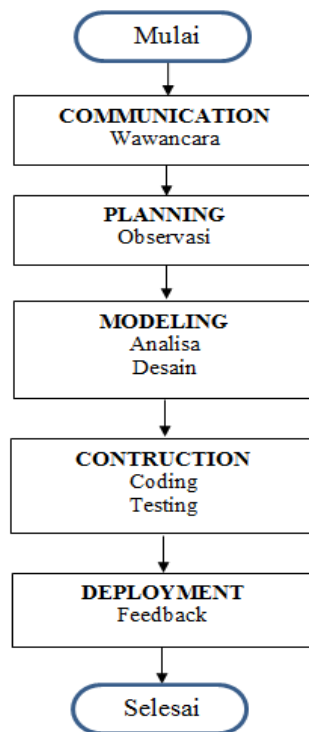 Mulai
COMMUNICATION
Wawancara
PLANNING
Observasi
MODELING
Analisa
Desain
CONTRUCTION
Coding
Testing
DEPLOYMENT
Feedback
Selesai